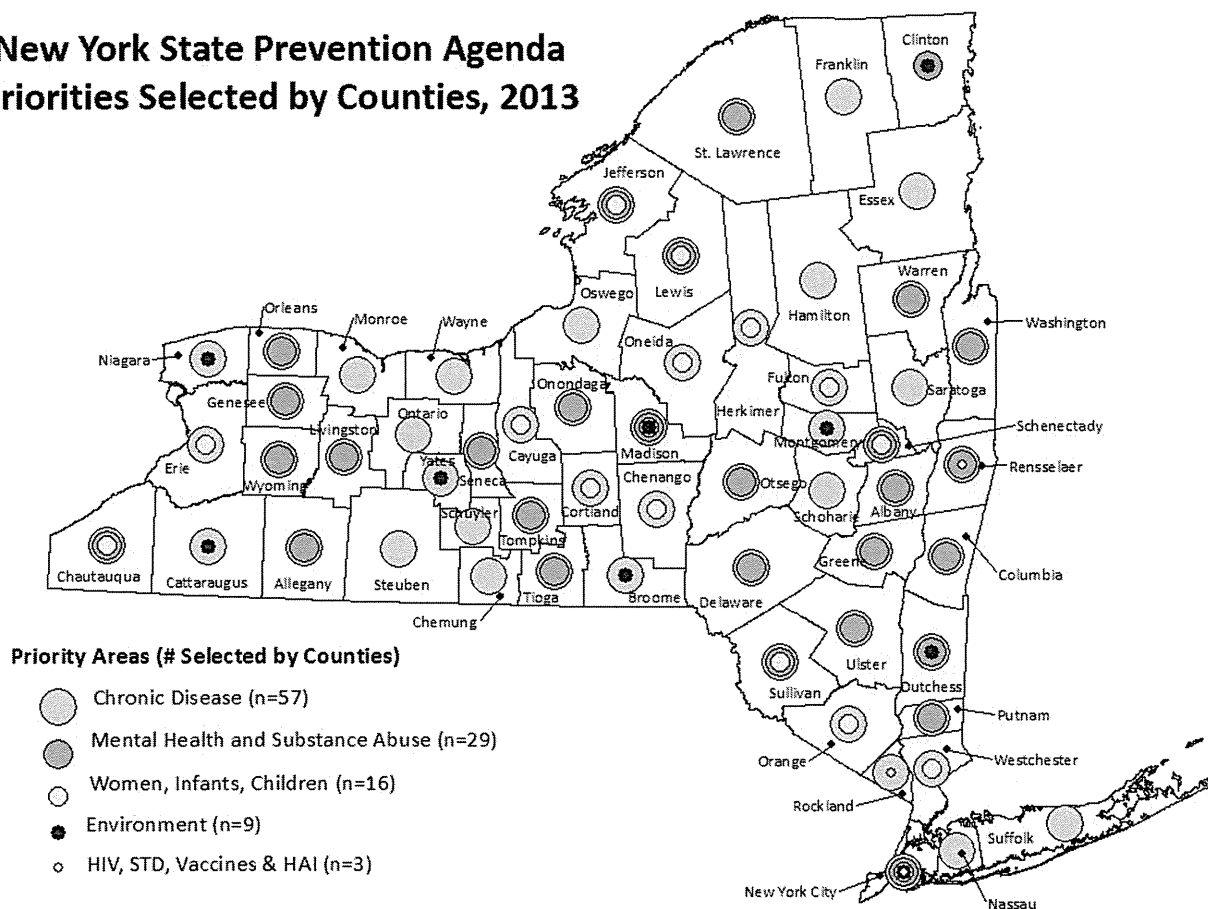 New York State Prevention Agenda
riorities Selected by Counties, 2013
Clinton
Franklin
St. Lawrence
Jefferson
Essex
Warren
Oswego
Lewis
Hamilton
Orleans
Monroe
Wayne
Washington
Niagara
Oneida
Fulton
Onondaga
Saratoga
Genesee
Ontario
Herkimer
Livingston
Schenectady
Montgomery
Madison
Cayuga
Erie
Yates
Rensselaer
Seneca
Chenango
Wyoming
Otsego
Cortland
Schoharie
Albany
Schuyler
Tompkins
Greene
Chautauqua
Cattaraugus
Allegany
Steuben
Columbia
Tioga
Broome
Delaware
Chemung
Ulster
Sullivan
Dutchess
Putnam
Orange
Westchester
Rockland
Suffolk
New York City
Nassau
Priority Areas (# Selected by Counties)
Chronic Disease (n=57)
Mental Health and Substance Abuse (n=29)
Women, Infants, Children (n=16)
Environment (n=9)
HIV, STD, Vaccines & HAI (n=3)